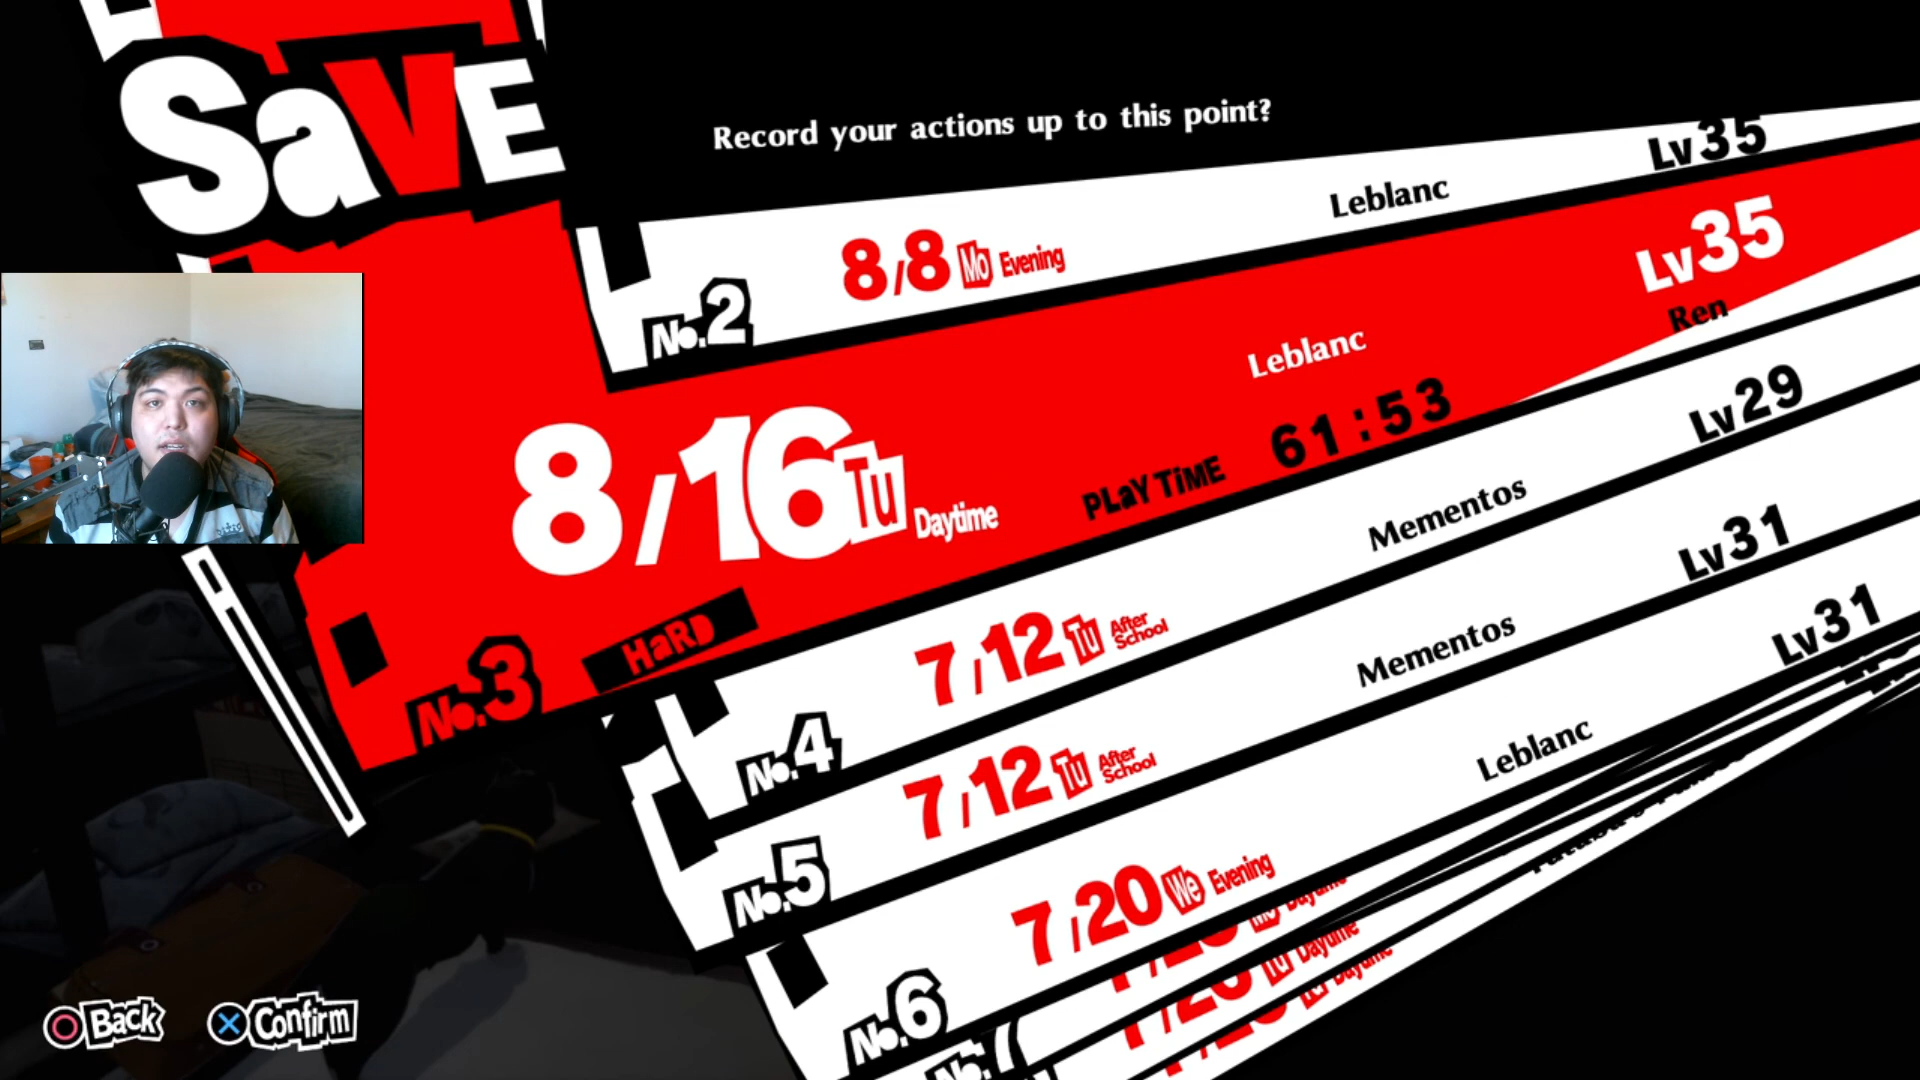 SaVE
Record your actions up to this point?
No.2 8/8 Mo Evening Leblanc Lv35
No.3 8/16 Tu Daytime Leblanc Lv35
Ren
PLaY TiME 61:53
HaRD
No.4 7/12 Tu After School Mementos Lv29
No.5 7/12 Tu After School Mementos Lv31
No.6 7/20 We Evening Leblanc Lv31
No.7
Back Confirm